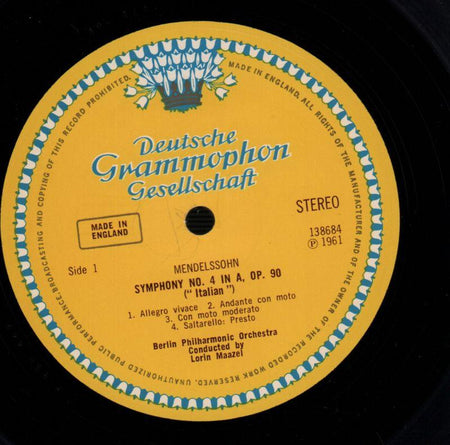 MADE IN ENGLAND. ALL RIGHTS OF THE MANUFACTURER AND OF THE OWNER OF THE RECORDED WORK RESERVED. UNAUTHORIZED PUBLIC PERFORMANCE, BROADCASTING AND COPYING OF THIS RECORD PROHIBITED.
Deutsche
Grammophon
Gesellschaft
MADE IN
ENGLAND
STEREO
138684
Ⓟ 1961
Side 1
MENDELSSOHN
SYMPHONY NO. 4 IN A, OP. 90
(" Italian ")
1. Allegro vivace 2. Andante con moto
3. Con moto moderato
4. Saltarello: Presto
Berlin Philharmonic Orchestra
Conducted by
Lorin Maazel